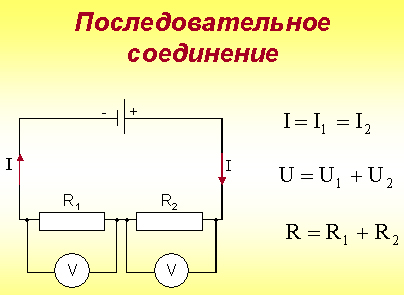 Последовательное
соединение
- +
I = I₁ = I₂
I I
U = U₁ + U₂
R₁ R₂
R = R₁ + R₂
V V